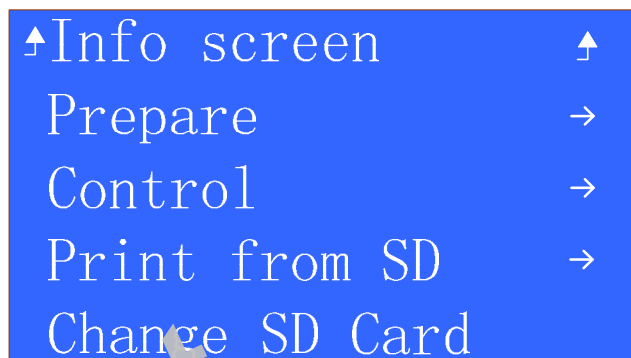 Info screen
Prepare
Control
Print from SD
Change SD Card